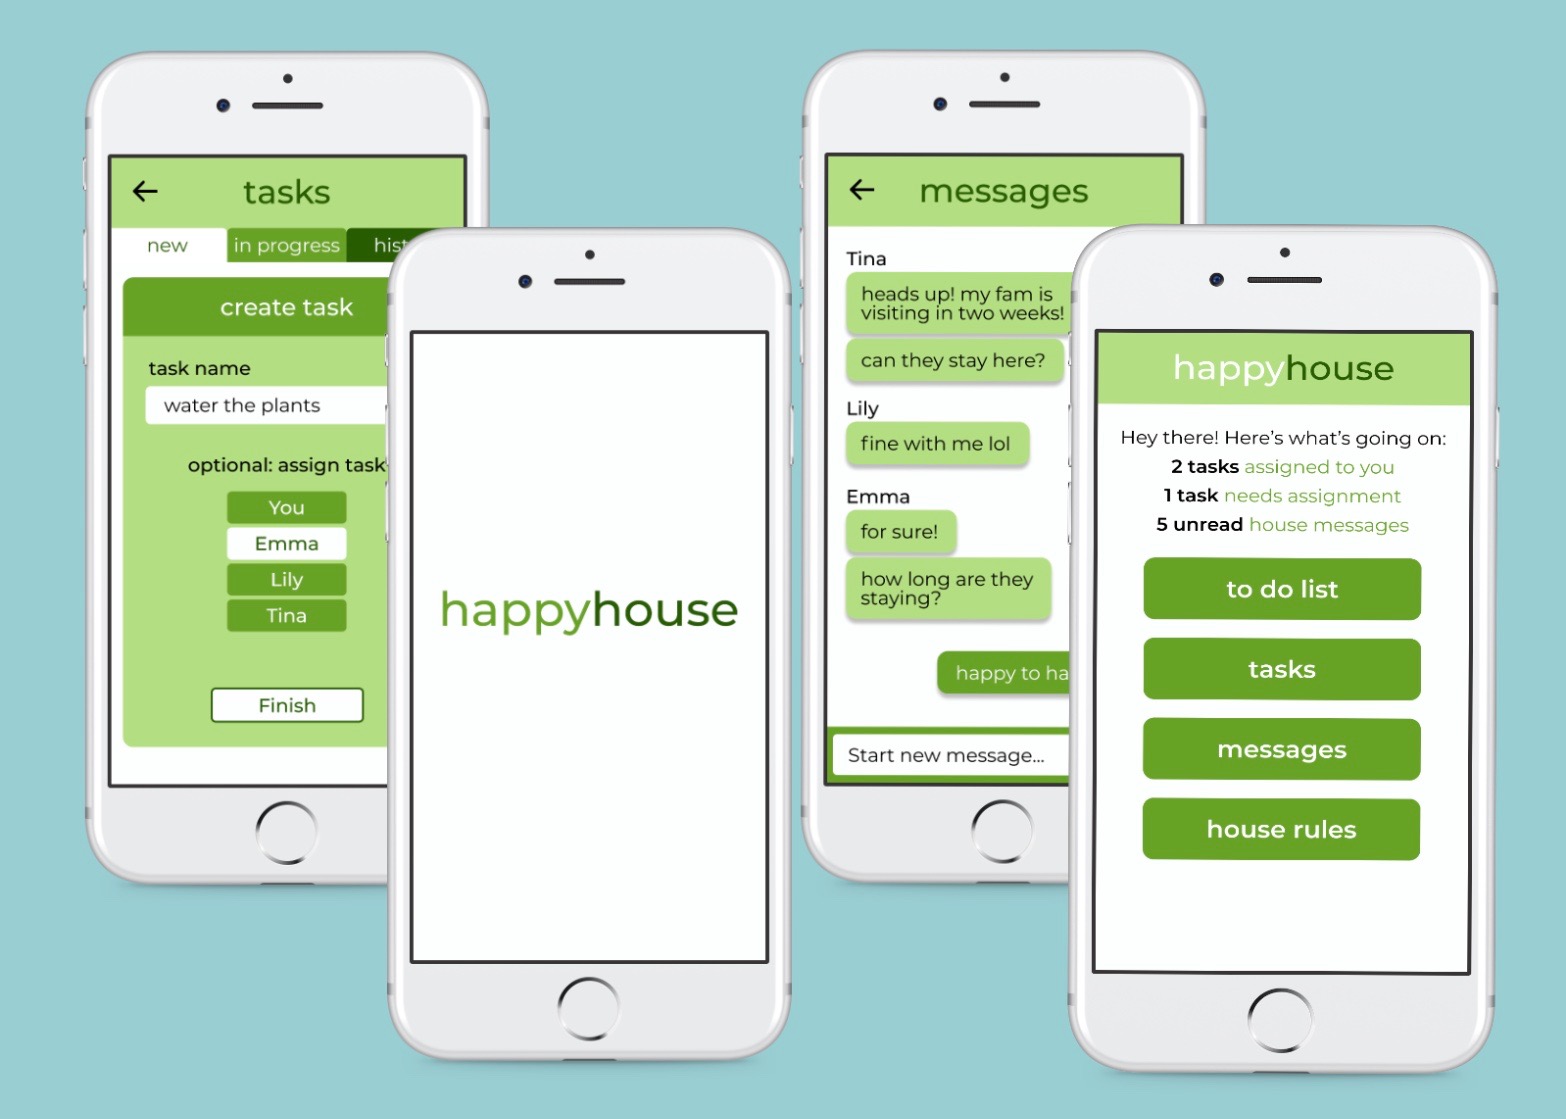 tasks
new
in progress
create task
task name
water the plants
optional: assign task
You
Emma
Lily
Tina
Finish
happyhouse
messages
Tina
heads up! my fam is
visiting in two weeks!
can they stay here?
Lily
fine with me lol
Emma
for sure!
how long are they
staying?
happy to
Start new message...
happyhouse
Hey there! Here's what's going on:
2 tasks assigned to you
1 task needs assignment
5 unread house messages
to do list
tasks
messages
house rules